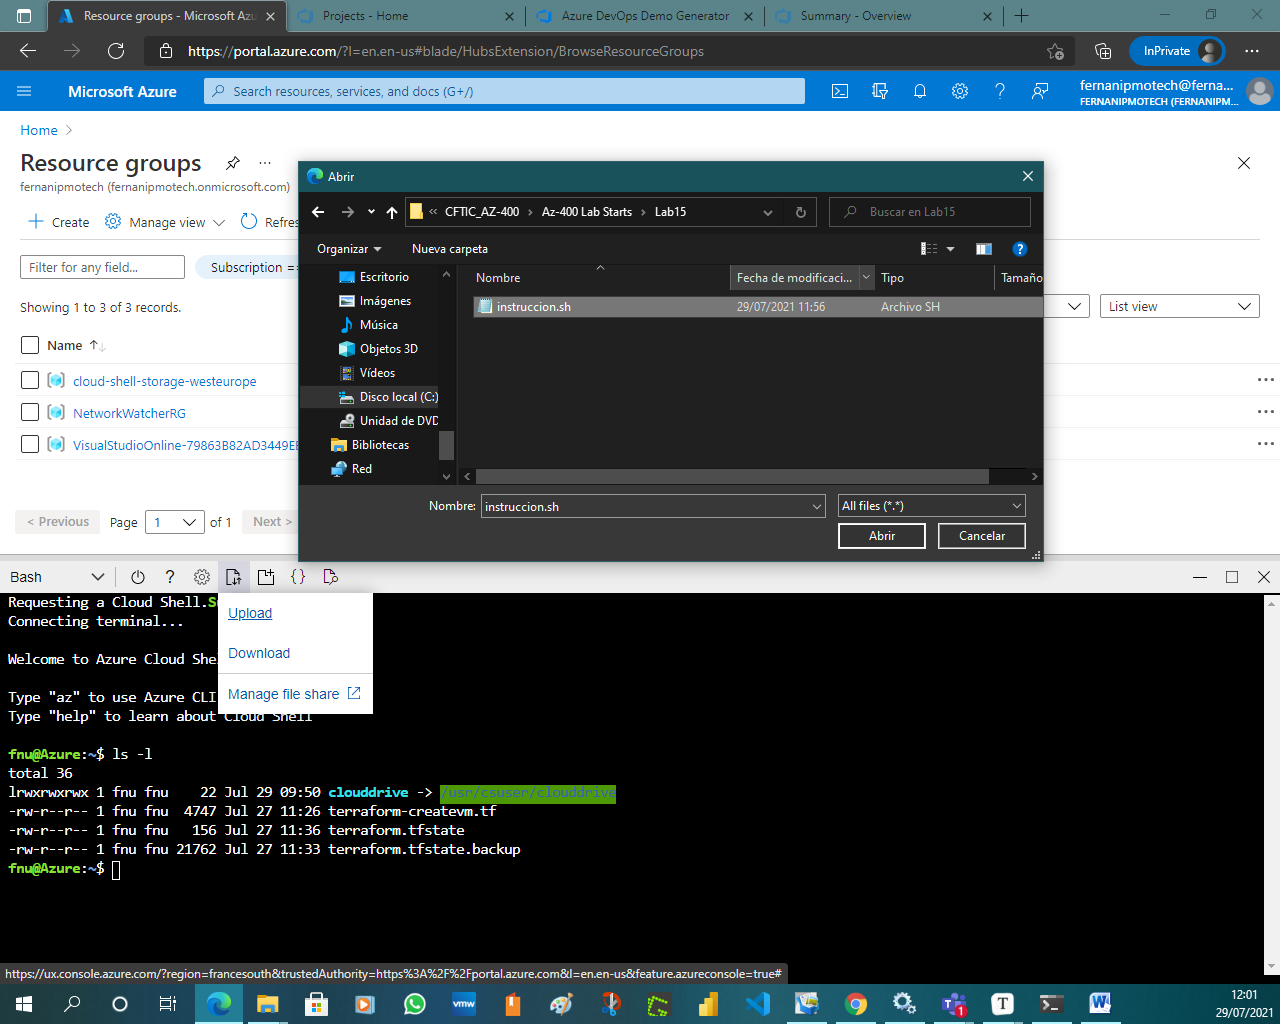 Resource groups - Microsoft Azu
Projects - Home
Azure DevOps Demo Generator
Summary - Overview
https://portal.azure.com/?l=en.en-us#blade/HubsExtension/BrowseResourceGroups
InPrivate
Microsoft Azure
Search resources, services, and docs (G+/)
fernanipmotech@ferna...
FERNANIPMOTECH (FERNANIPM...
Home
Resource groups
fernanipmotech (fernanipmotech.onmicrosoft.com)
Create
Manage view
Refres
Filter for any field...
Subscription ==
Showing 1 to 3 of 3 records.
List view
Name
cloud-shell-storage-westeurope
NetworkWatcherRG
VisualStudioOnline-79863B82AD3449EE
< Previous
Page
1
of 1
Next >
Abrir
« CFTIC_AZ-400 > Az-400 Lab Starts > Lab15
Buscar en Lab15
Organizar
Nueva carpeta
Escritorio
Imágenes
Música
Objetos 3D
Vídeos
Disco local (C:)
Unidad de DVD
Bibliotecas
Red
Nombre
Fecha de modificaci...
Tipo
Tamaño
instruccion.sh
29/07/2021 11:56
Archivo SH
Nombre:
instruccion.sh
All files (*.*)
Abrir
Cancelar
Bash
Upload
Download
Manage file share
Requesting a Cloud Shell.Su
Connecting terminal...
Welcome to Azure Cloud She
Type "az" to use Azure CLI
Type "help" to learn about Cloud Shell
fnu@Azure:~$ ls -l
total 36
lrwxrwxrwx 1 fnu fnu    22 Jul 29 09:50 clouddrive -> /usr/csuser/clouddrive
-rw-r--r-- 1 fnu fnu  4747 Jul 27 11:26 terraform-createvm.tf
-rw-r--r-- 1 fnu fnu   156 Jul 27 11:36 terraform.tfstate
-rw-r--r-- 1 fnu fnu 21762 Jul 27 11:33 terraform.tfstate.backup
fnu@Azure:~$
https://ux.console.azure.com/?region=francesouth&trustedAuthority=https%3A%2F%2Fportal.azure.com&l=en.en-us&feature.azureconsole=true#
vmw
1
T
12:01
29/07/2021